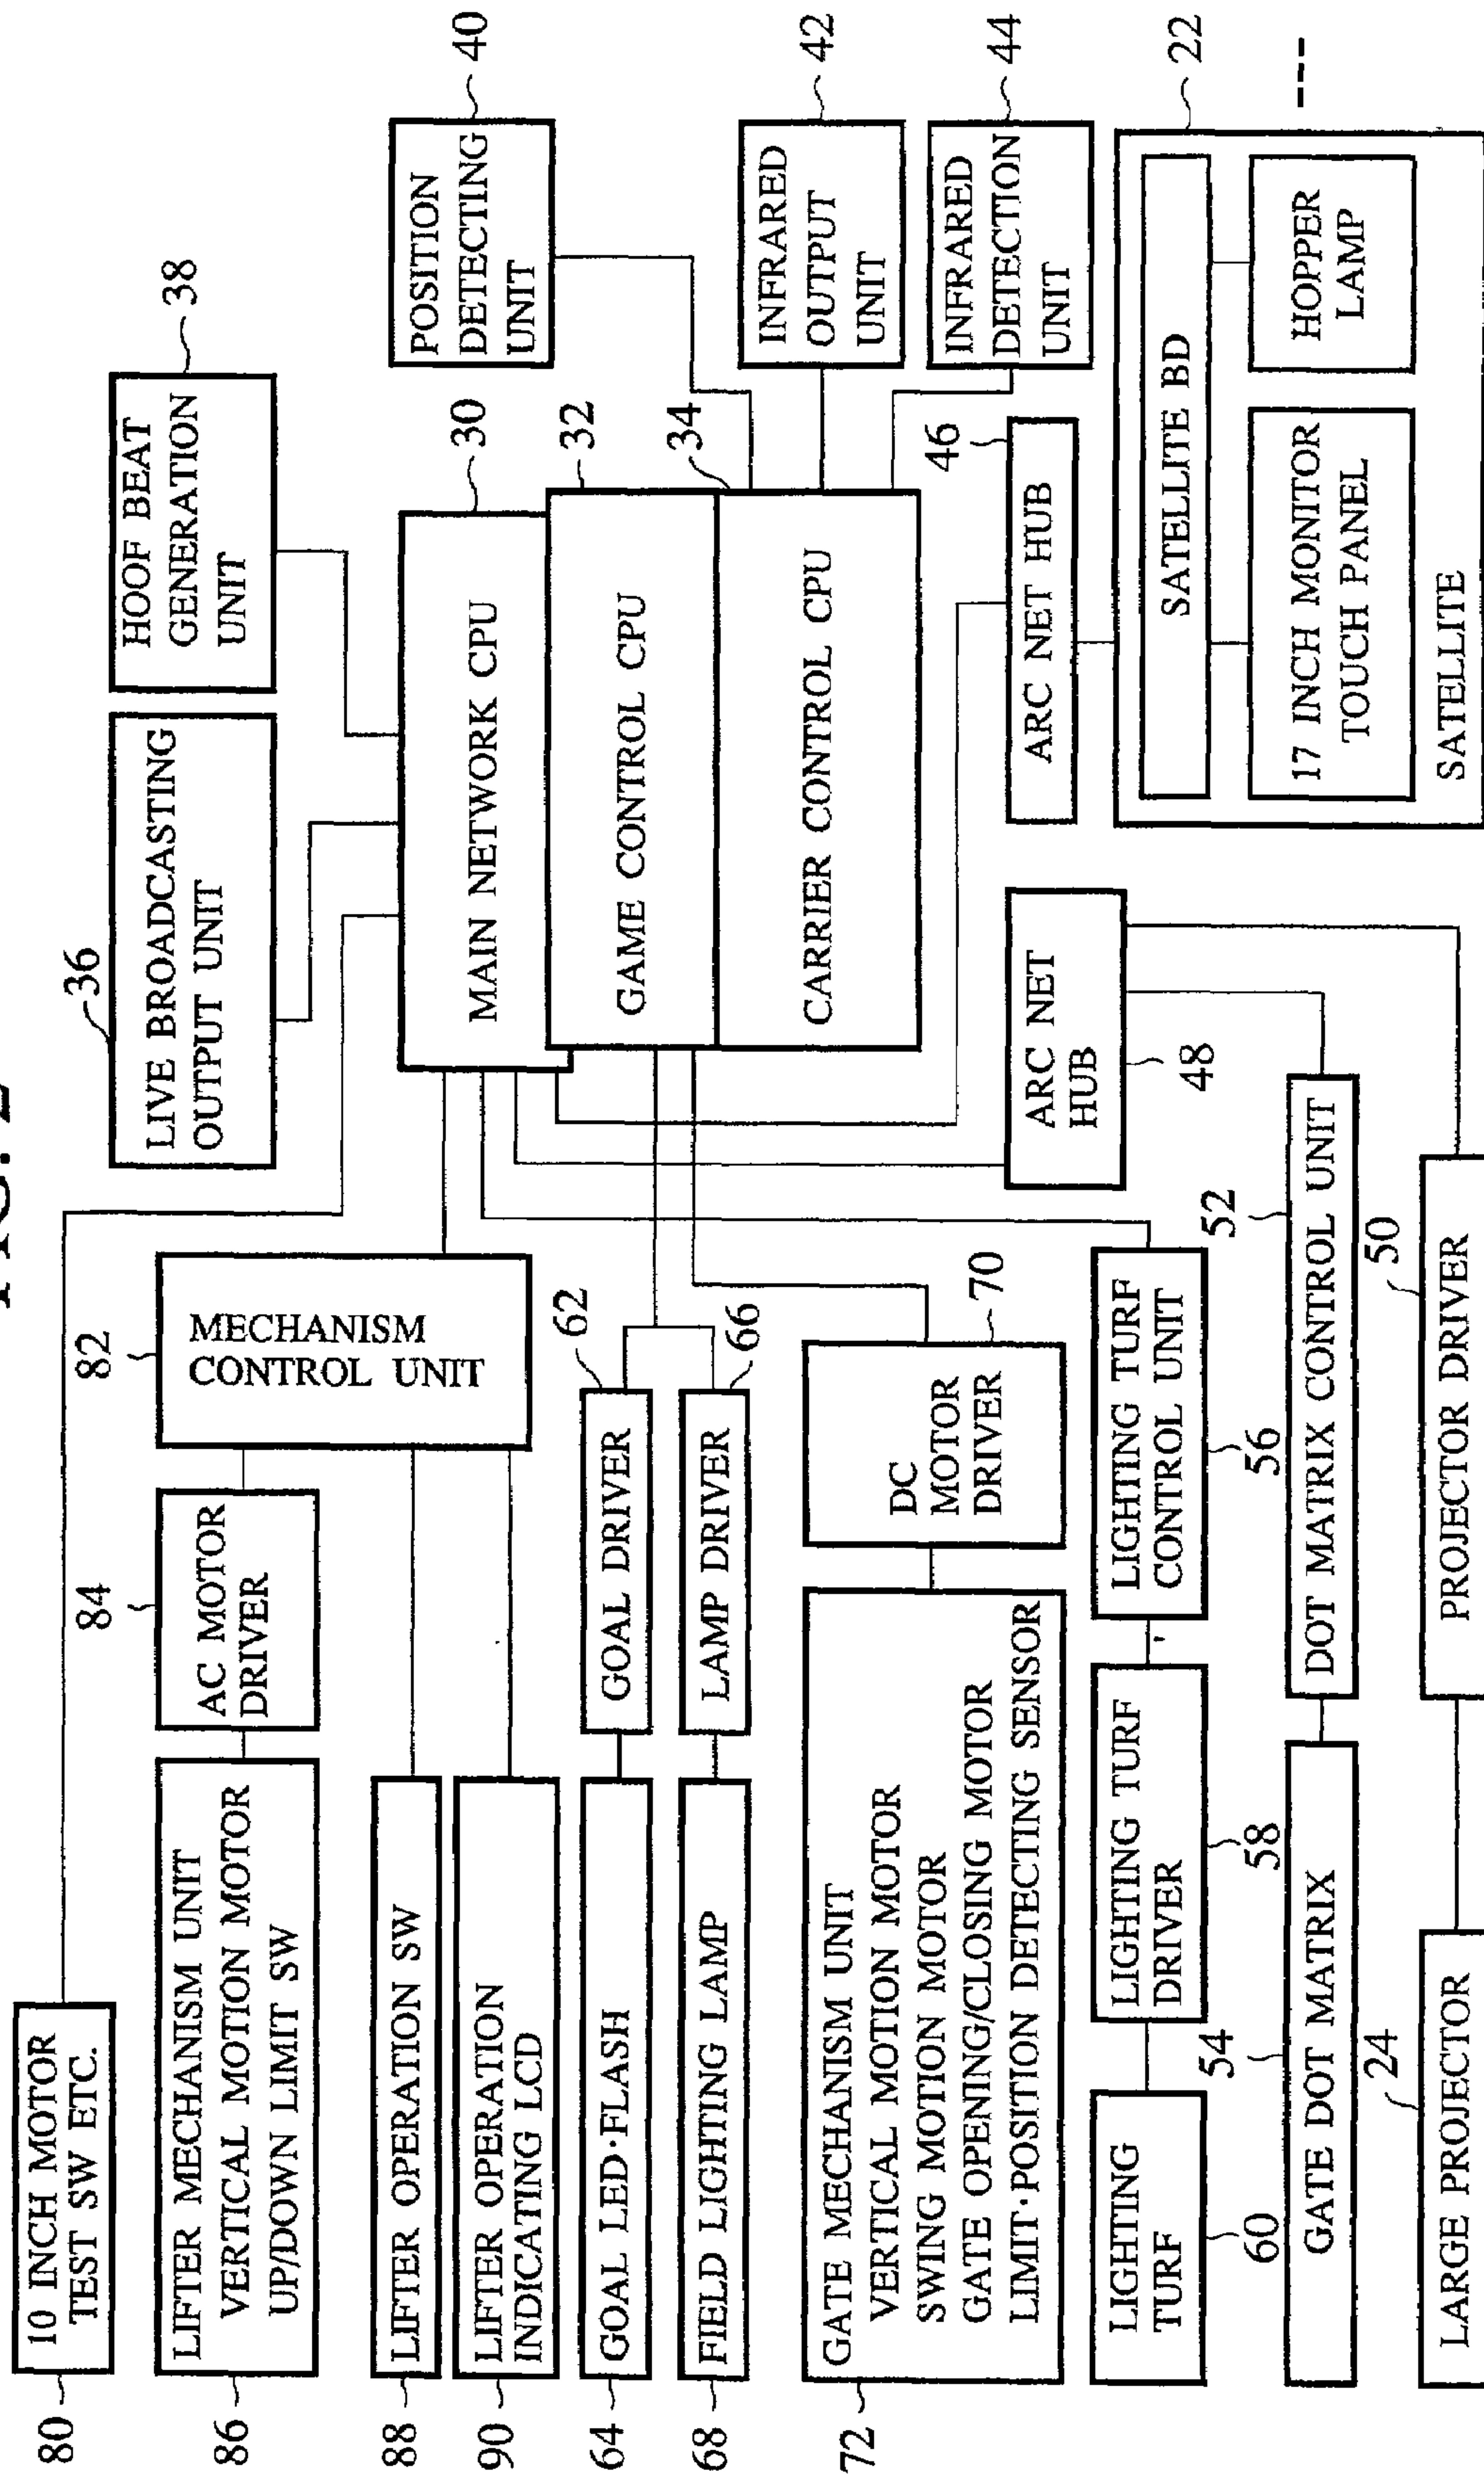 FIG. 2
80
10 INCH MOTOR
TEST SW ETC.
86
LIFTER MECHANISM UNIT
VERTICAL MOTION MOTOR
UP/DOWN LIMIT SW
84
AC MOTOR
DRIVER
82
MECHANISM
CONTROL UNIT
36
LIVE BROADCASTING
OUTPUT UNIT
38
HOOF BEAT
GENERATION
UNIT
88
LIFTER OPERATION SW
90
LIFTER OPERATION
INDICATING LCD
30
MAIN NETWORK CPU
32
GAME CONTROL CPU
34
CARRIER CONTROL CPU
40
POSITION
DETECTING
UNIT
64
GOAL LED·FLASH
62
GOAL DRIVER
68
FIELD LIGHTING LAMP
66
LAMP DRIVER
42
INFRARED
OUTPUT
UNIT
44
INFRARED
DETECTION
UNIT
72
GATE MECHANISM UNIT
VERTICAL MOTION MOTOR
SWING MOTION MOTOR
GATE OPENING/CLOSING MOTOR
LIMIT·POSITION DETECTING SENSOR
70
DC
MOTOR
DRIVER
48
ARC NET
HUB
46
ARC NET HUB
60
LIGHTING
TURF
58
LIGHTING TURF
DRIVER
56
LIGHTING TURF
CONTROL UNIT
22
SATELLITE BD
17 INCH MONITOR
TOUCH PANEL
HOPPER
LAMP
SATELLITE
54
GATE DOT MATRIX
52
DOT MATRIX CONTROL UNIT
24
LARGE PROJECTOR
50
PROJECTOR DRIVER